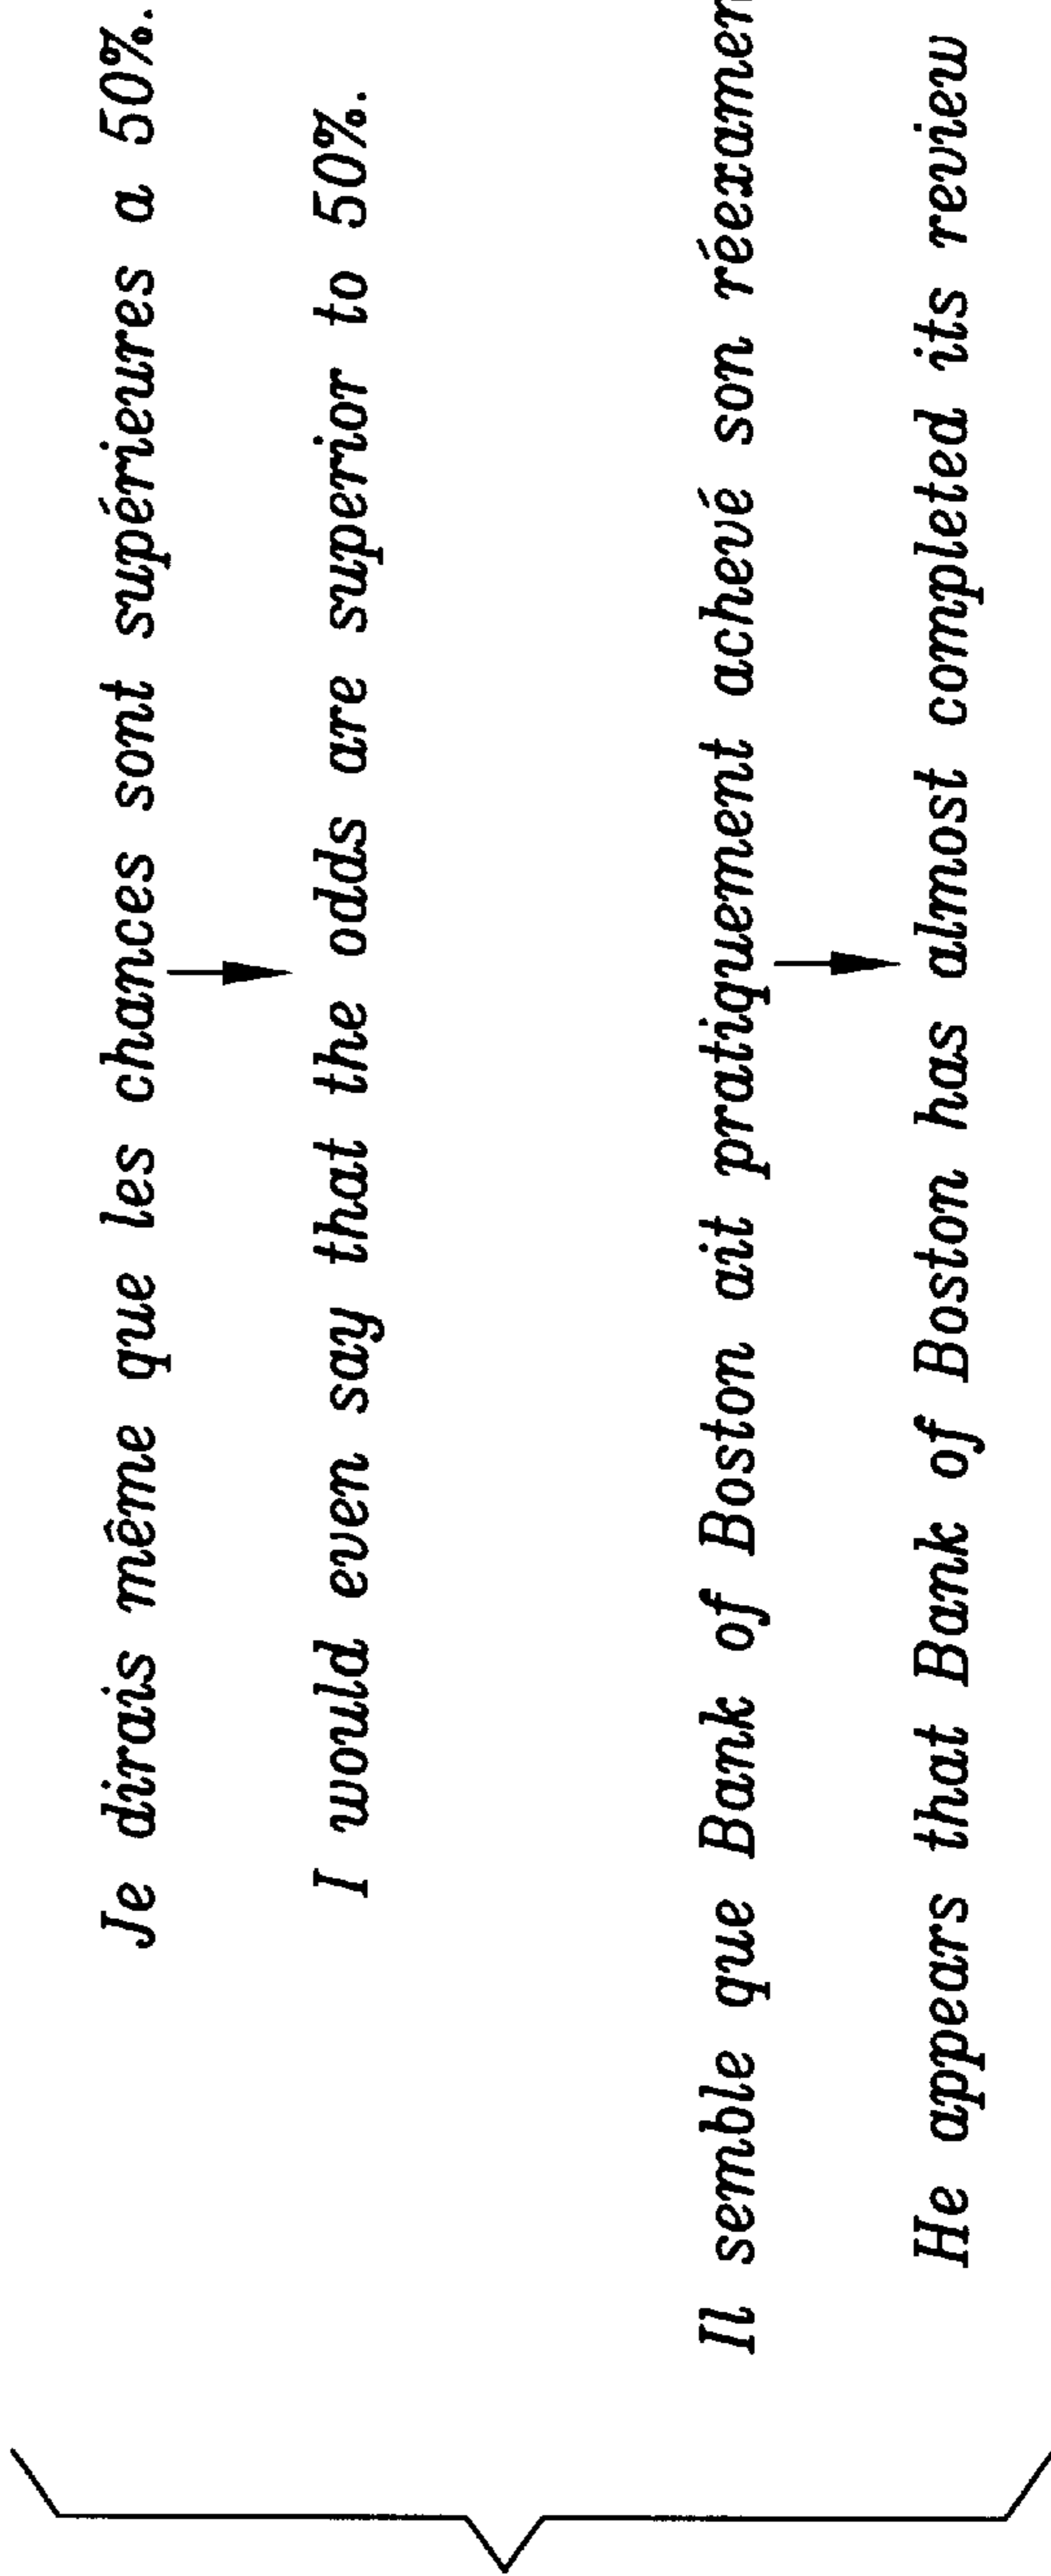 Je dirais même que les chances sont supérieures a 50%.
I would even say that the odds are superior to 50%.
Il semble que Bank of Boston ait pratiquement achevé son réexamen
He appears that Bank of Boston has almost completed its review